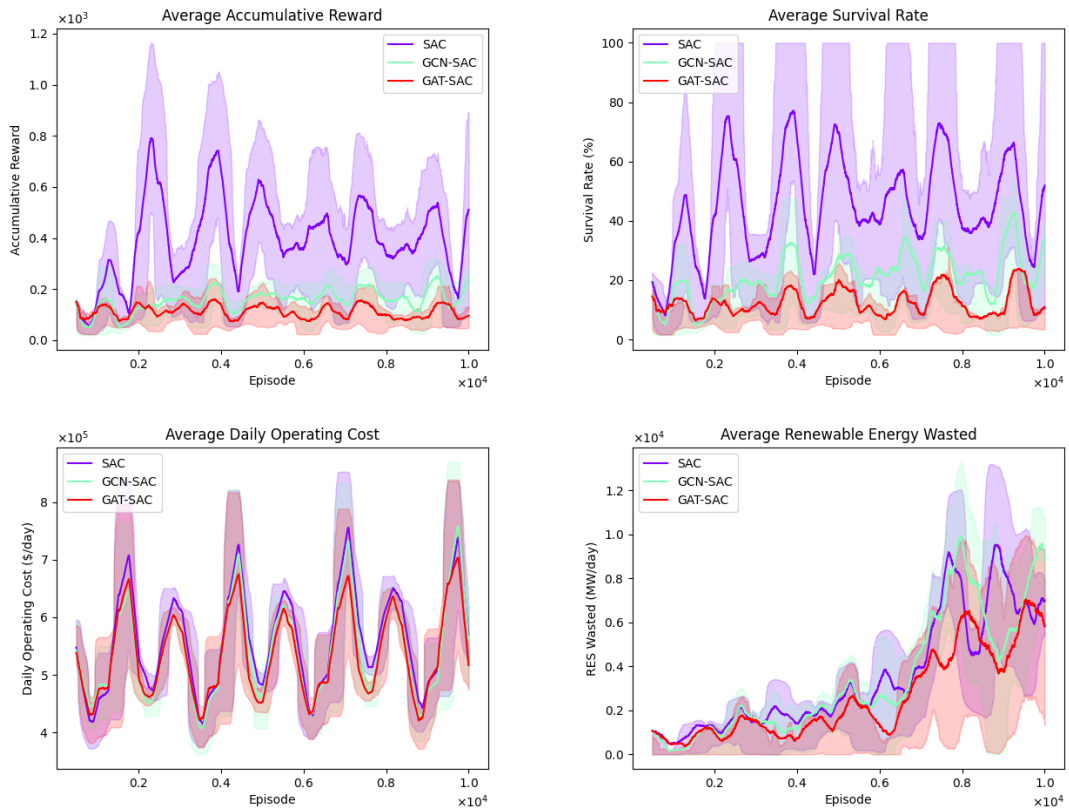 Average Accumulative Reward
×10³
1.2
1.0
0.8
0.6
0.4
0.2
0.0
Accumulative Reward
SAC
GCN-SAC
GAT-SAC
0.2 0.4 0.6 0.8 1.0
Episode
×10⁴
Average Survival Rate
100
80
60
40
20
0
Survival Rate (%)
SAC
GCN-SAC
GAT-SAC
0.2 0.4 0.6 0.8 1.0
Episode
×10⁴
Average Daily Operating Cost
×10⁵
8
7
6
5
4
Daily Operating Cost ($/day)
SAC
GCN-SAC
GAT-SAC
0.2 0.4 0.6 0.8 1.0
Episode
×10⁴
Average Renewable Energy Wasted
×10⁴
1.2
1.0
0.8
0.6
0.4
0.2
0.0
RES Wasted (MW/day)
SAC
GCN-SAC
GAT-SAC
0.2 0.4 0.6 0.8 1.0
Episode
×10⁴